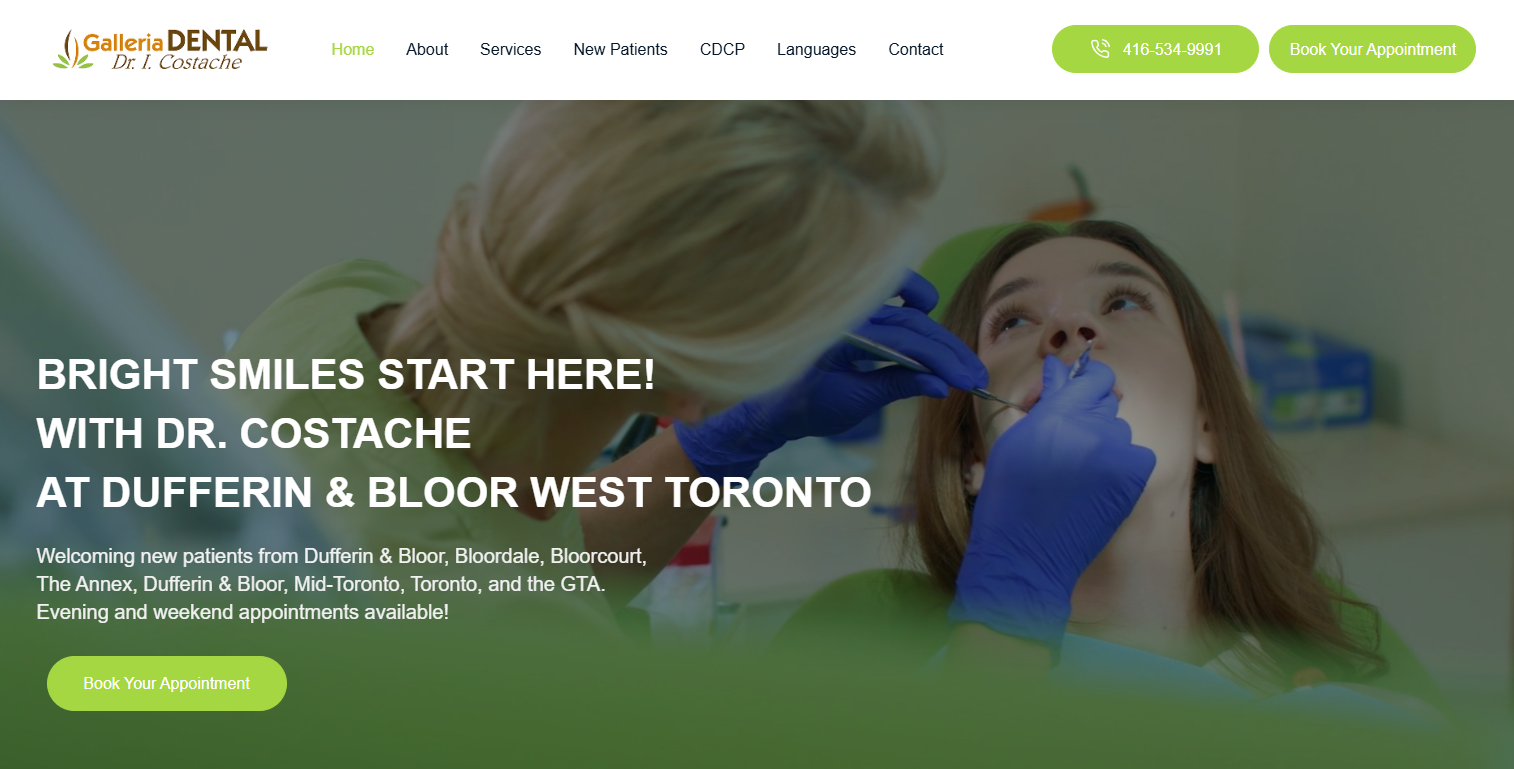 Galleria DENTAL
Dr. I. Costache
Home About Services New Patients CDCP Languages Contact
416-534-9991
Book Your Appointment
BRIGHT SMILES START HERE!
WITH DR. COSTACHE
AT DUFFERIN & BLOOR WEST TORONTO
Welcoming new patients from Dufferin & Bloor, Bloordale, Bloorcourt,
The Annex, Dufferin & Bloor, Mid-Toronto, Toronto, and the GTA.
Evening and weekend appointments available!
Book Your Appointment